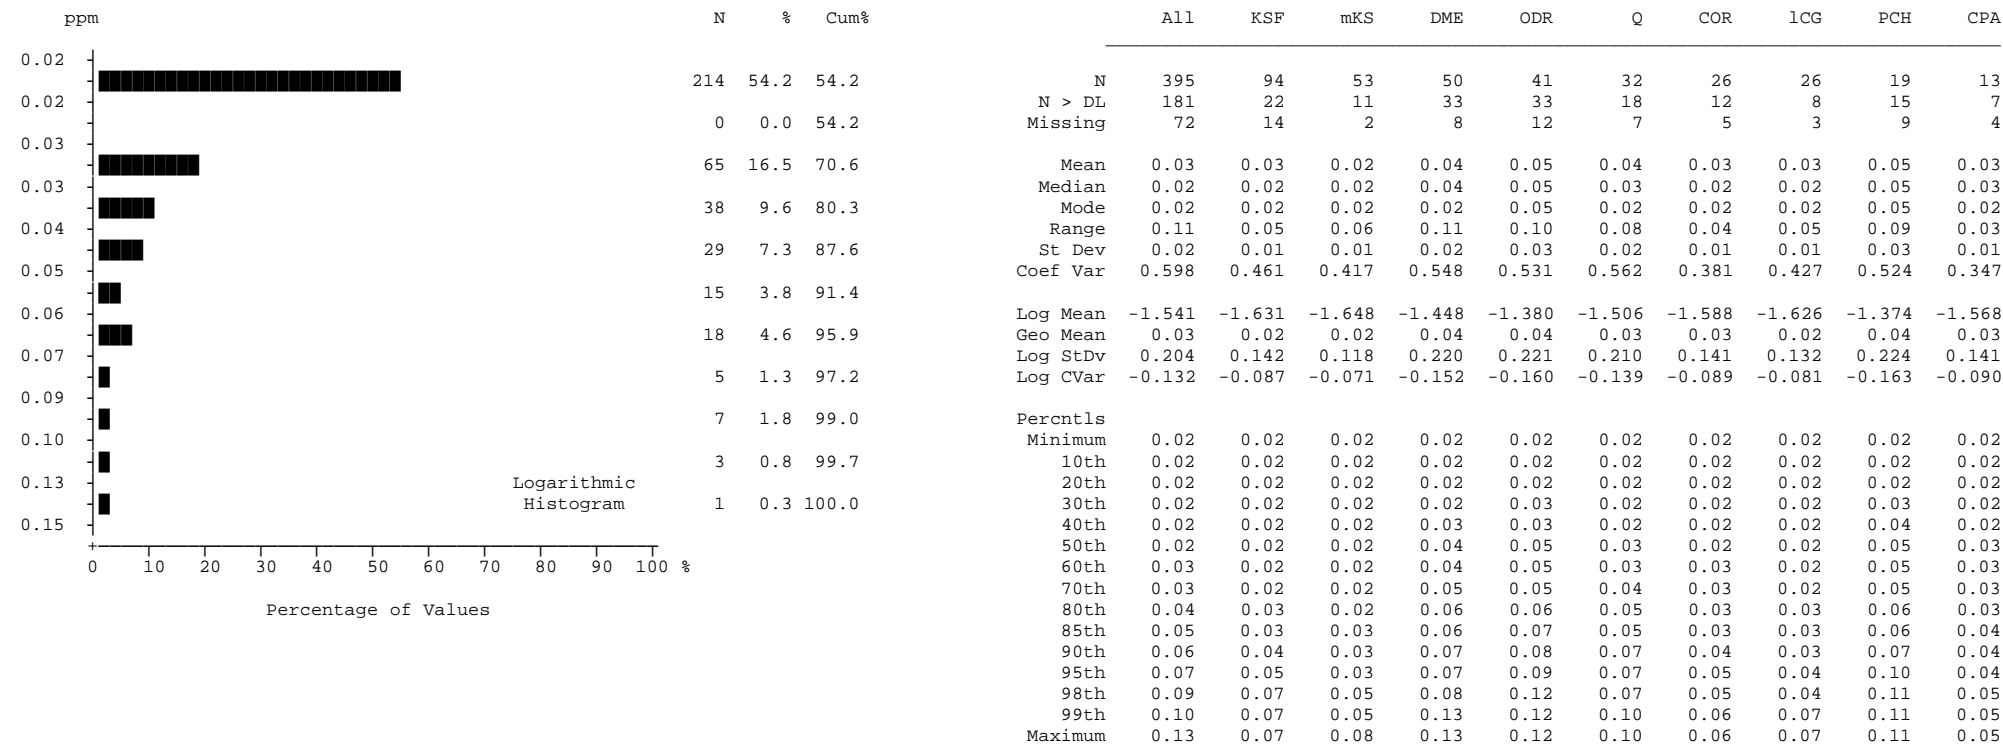 ppm N % Cum% All KSF mKS DME ODR Q COR lCG PCH CPA
0.02
214 54.2 54.2 N 395 94 53 50 41 32 26 26 19 13
0.02 N > DL 181 22 11 33 33 18 12 8 15 7
0 0.0 54.2 Missing 72 14 2 8 12 7 5 3 9 4
0.03
65 16.5 70.6 Mean 0.03 0.03 0.02 0.04 0.05 0.04 0.03 0.03 0.05 0.03
0.03 Median 0.02 0.02 0.02 0.04 0.05 0.03 0.02 0.02 0.05 0.03
38 9.6 80.3 Mode 0.02 0.02 0.02 0.02 0.05 0.02 0.02 0.02 0.05 0.02
0.04 Range 0.11 0.05 0.06 0.11 0.10 0.08 0.04 0.05 0.09 0.03
29 7.3 87.6 St Dev 0.02 0.01 0.01 0.02 0.03 0.02 0.01 0.01 0.03 0.01
0.05 Coef Var 0.598 0.461 0.417 0.548 0.531 0.562 0.381 0.427 0.524 0.347
15 3.8 91.4
0.06 Log Mean -1.541 -1.631 -1.648 -1.448 -1.380 -1.506 -1.588 -1.626 -1.374 -1.568
18 4.6 95.9 Geo Mean 0.03 0.02 0.02 0.04 0.04 0.03 0.03 0.02 0.04 0.03
0.07 Log StDv 0.204 0.142 0.118 0.220 0.221 0.210 0.141 0.132 0.224 0.141
5 1.3 97.2 Log CVar -0.132 -0.087 -0.071 -0.152 -0.160 -0.139 -0.089 -0.081 -0.163 -0.090
0.09
7 1.8 99.0 Percntls
0.10 Minimum 0.02 0.02 0.02 0.02 0.02 0.02 0.02 0.02 0.02 0.02
3 0.8 99.7 10th 0.02 0.02 0.02 0.02 0.02 0.02 0.02 0.02 0.02 0.02
0.13 Logarithmic 20th 0.02 0.02 0.02 0.02 0.02 0.02 0.02 0.02 0.02 0.02
Histogram 1 0.3 100.0 30th 0.02 0.02 0.02 0.02 0.03 0.02 0.02 0.02 0.03 0.02
0.15 40th 0.02 0.02 0.02 0.03 0.03 0.02 0.02 0.02 0.04 0.02
50th 0.02 0.02 0.02 0.04 0.05 0.03 0.02 0.02 0.05 0.03
0 10 20 30 40 50 60 70 80 90 100 % 60th 0.03 0.02 0.02 0.04 0.05 0.03 0.03 0.02 0.05 0.03
70th 0.03 0.02 0.02 0.05 0.05 0.04 0.03 0.02 0.05 0.03
Percentage of Values 80th 0.04 0.03 0.02 0.06 0.06 0.05 0.03 0.03 0.06 0.03
85th 0.05 0.03 0.03 0.06 0.07 0.05 0.03 0.03 0.06 0.04
90th 0.06 0.04 0.03 0.07 0.08 0.07 0.04 0.03 0.07 0.04
95th 0.07 0.05 0.03 0.07 0.09 0.07 0.05 0.04 0.10 0.04
98th 0.09 0.07 0.05 0.08 0.12 0.07 0.05 0.04 0.11 0.05
99th 0.10 0.07 0.05 0.13 0.12 0.10 0.06 0.07 0.11 0.05
Maximum 0.13 0.07 0.08 0.13 0.12 0.10 0.06 0.07 0.11 0.05